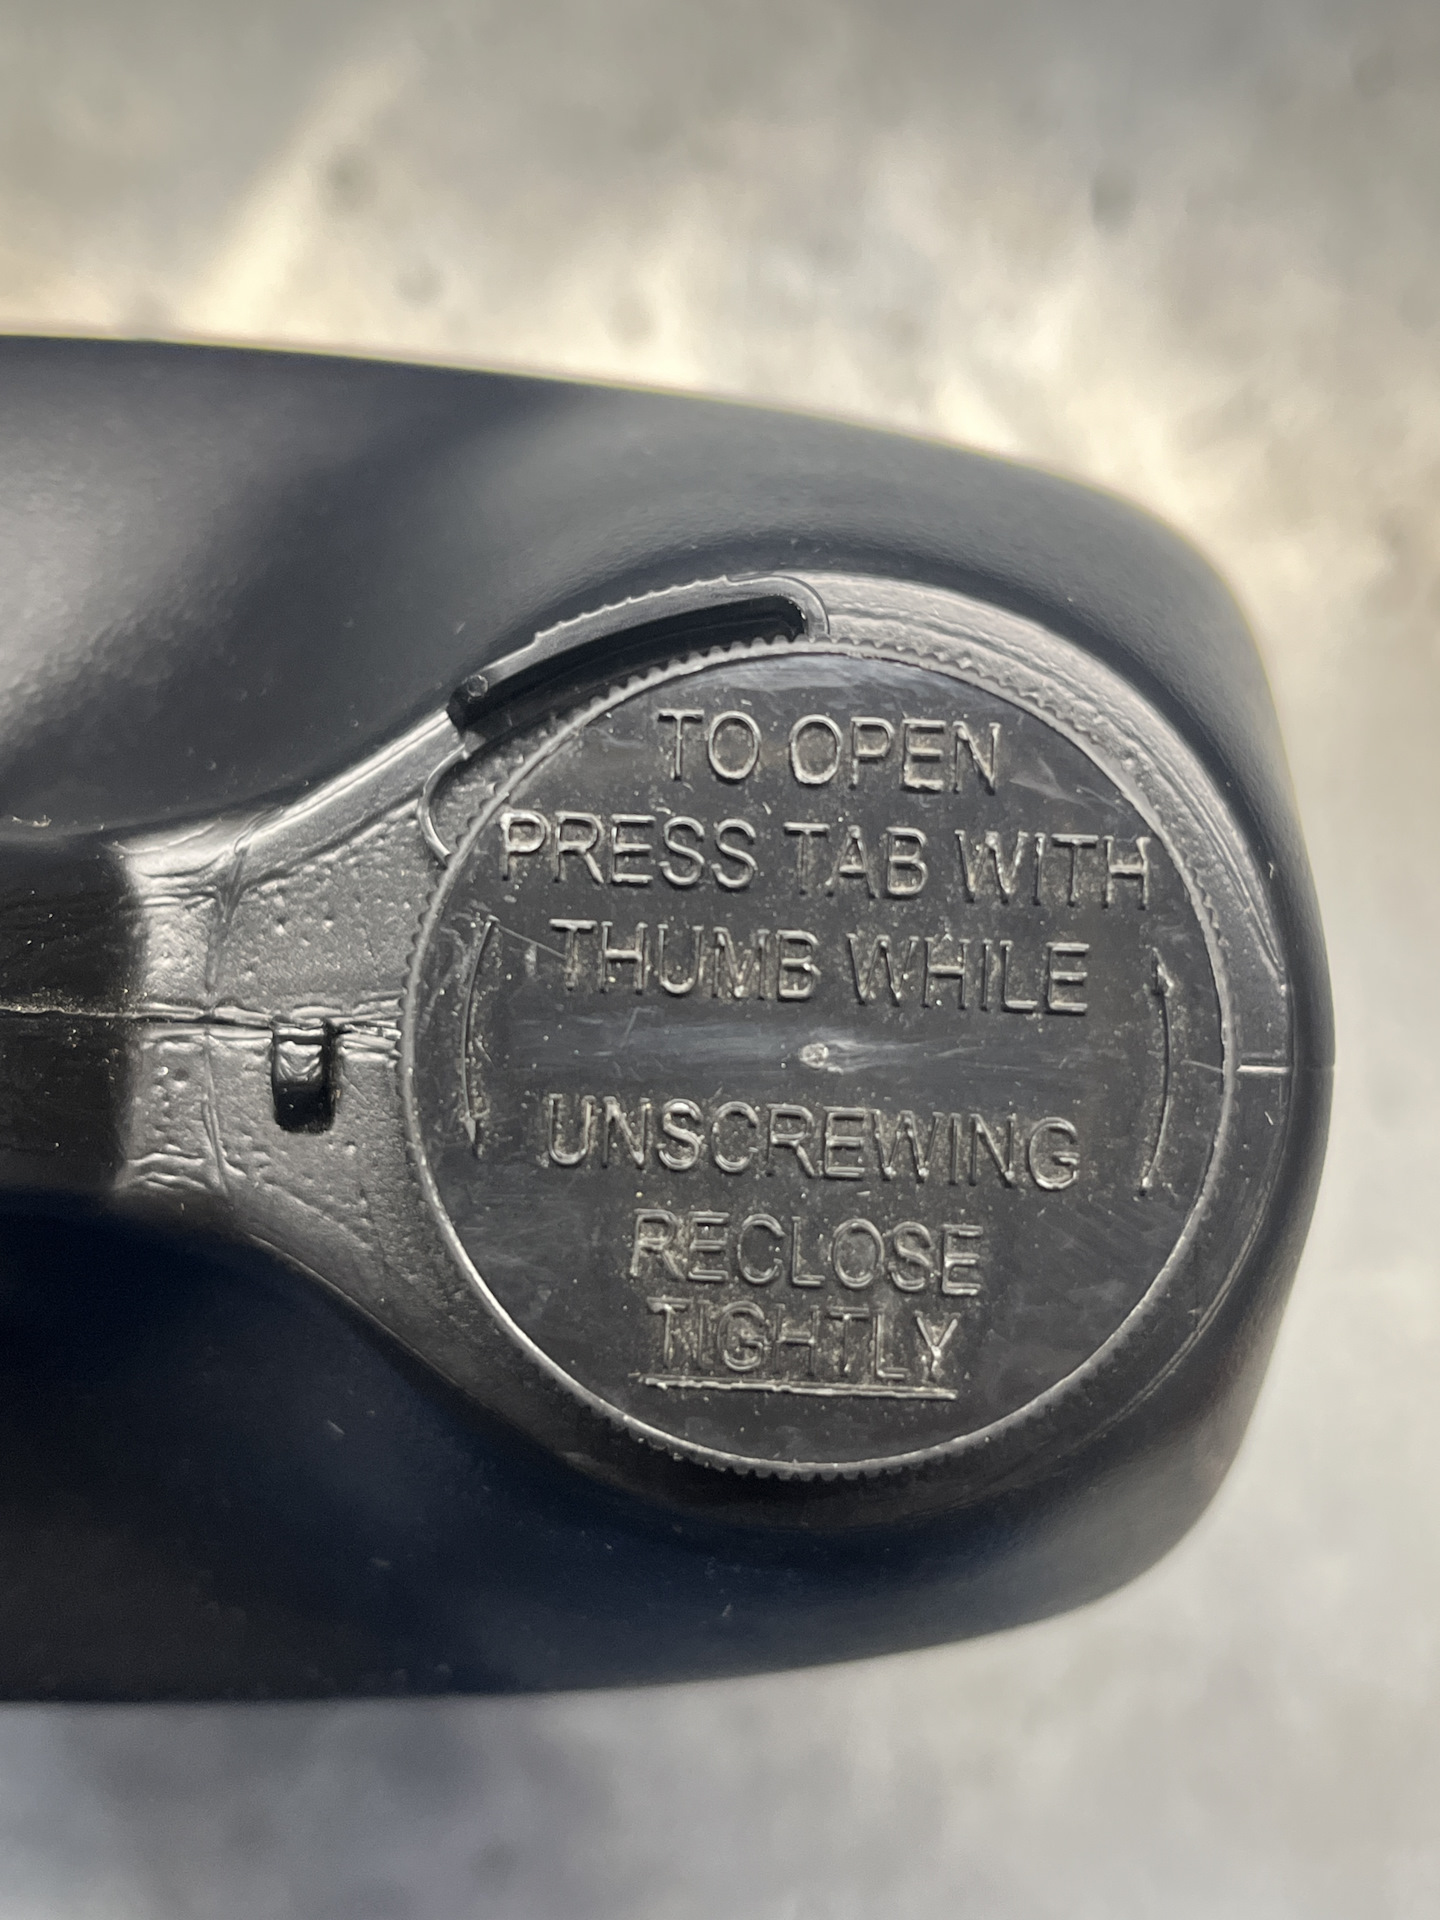 TO OPEN
PRESS TAB WITH
THUMB WHILE
UNSCREWING
RECLOSE
TIGHTLY